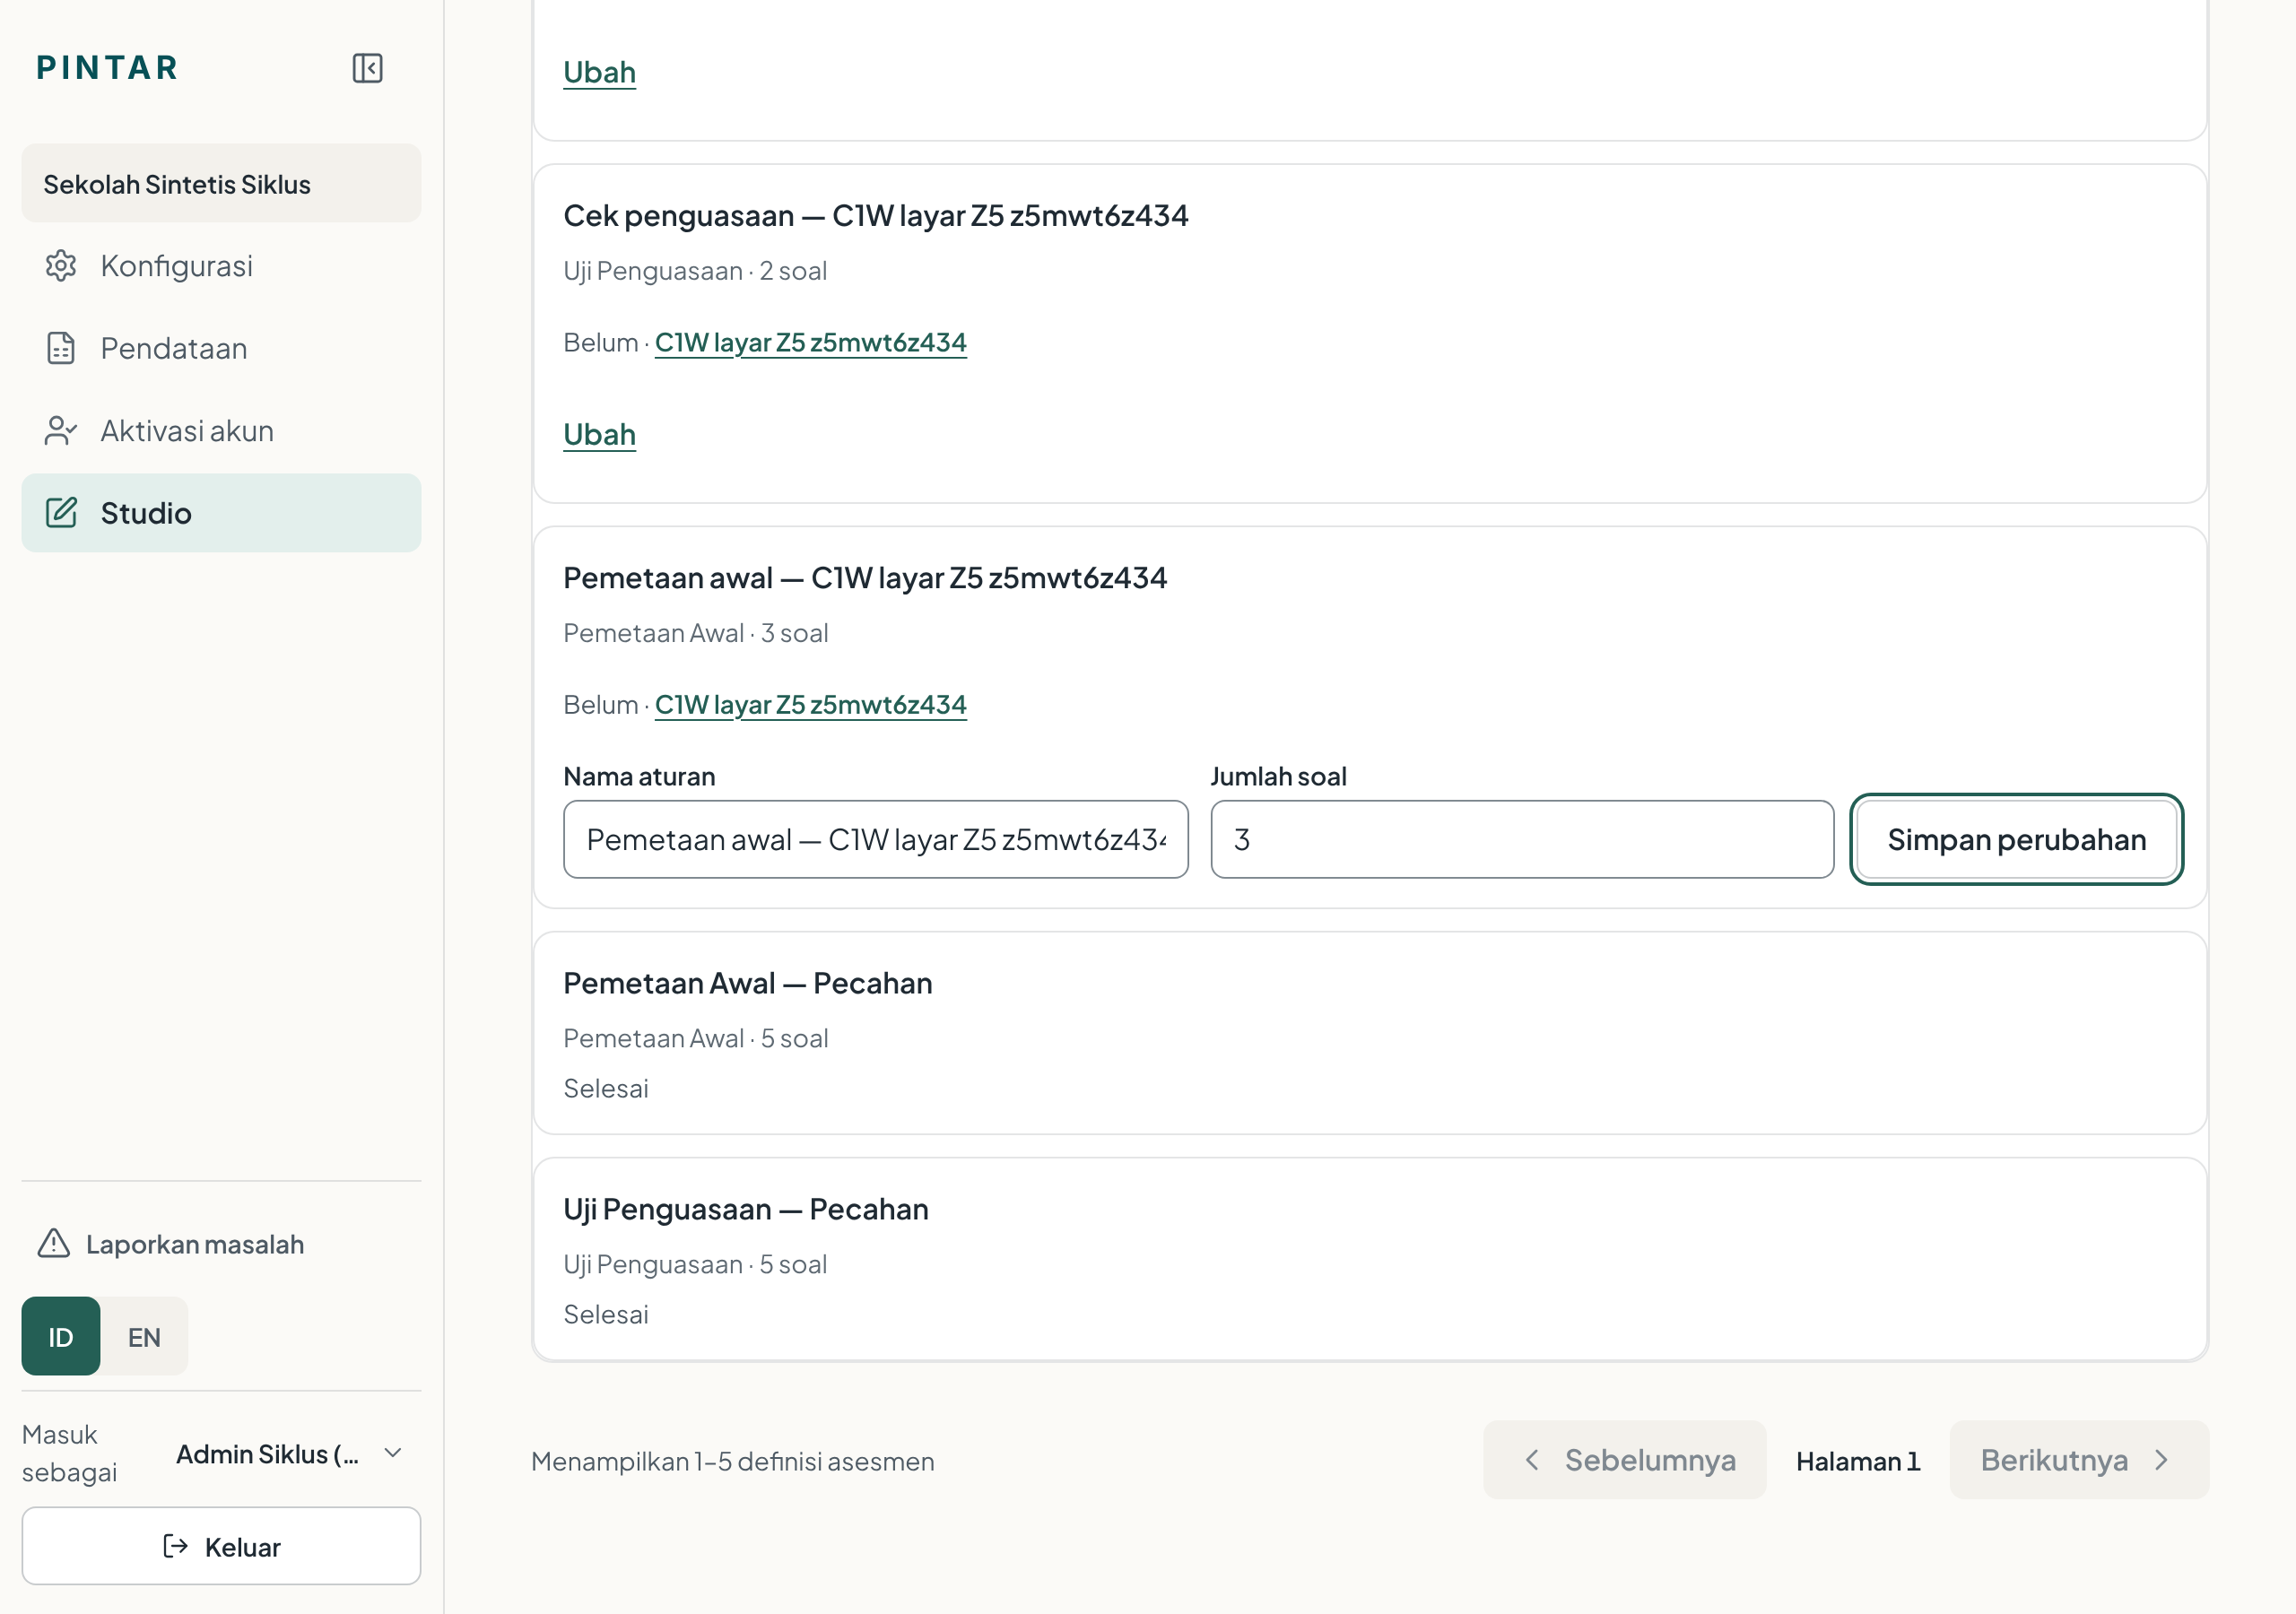 PINTAR
Sekolah Sintetis Siklus
Konfigurasi
Pendataan
Aktivasi akun
Studio
Laporkan masalah
ID EN
Masuk sebagai
Admin Siklus (...
Keluar
Ubah
Cek penguasaan — C1W layar Z5 z5mwt6z434
Uji Penguasaan · 2 soal
Belum · C1W layar Z5 z5mwt6z434
Ubah
Pemetaan awal — C1W layar Z5 z5mwt6z434
Pemetaan Awal · 3 soal
Belum · C1W layar Z5 z5mwt6z434
Nama aturan Jumlah soal
Pemetaan awal — C1W layar Z5 z5mwt6z434 3 Simpan perubahan
Pemetaan Awal — Pecahan
Pemetaan Awal · 5 soal
Selesai
Uji Penguasaan — Pecahan
Uji Penguasaan · 5 soal
Selesai
Menampilkan 1–5 definisi asesmen Sebelumnya Halaman 1 Berikutnya